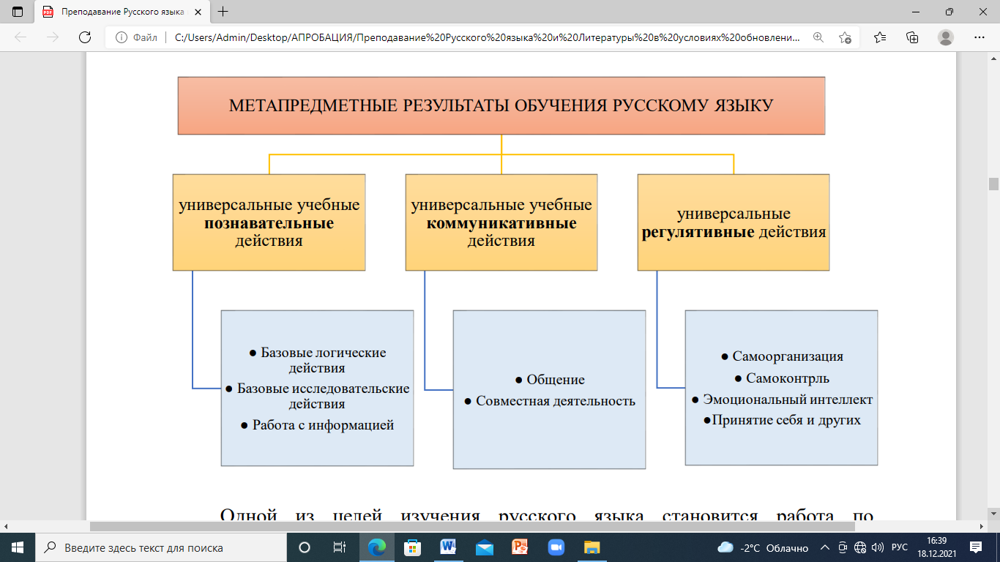 Преподавание Русского языка
Файл
C:/Users/Admin/Desktop/АПРОБАЦИЯ/Преподавание%20Русского%20языка%20и%20Литературы%20в%20условиях%20обновлени...
МЕТАПРЕДМЕТНЫЕ РЕЗУЛЬТАТЫ ОБУЧЕНИЯ РУССКОМУ ЯЗЫКУ
универсальные учебные
познавательные
действия
универсальные учебные
коммуникативные
действия
универсальные
регулятивные действия
● Базовые логические
действия
● Базовые исследовательские
действия
● Работа с информацией
● Общение
● Совместная деятельность
● Самоорганизация
● Самоконтрль
● Эмоциональный интеллект
●Принятие себя и других
Одной из целей изучения русского языка становится работа по
Введите здесь текст для поиска
-2°C Облачно
РУС
16:39
18.12.2021